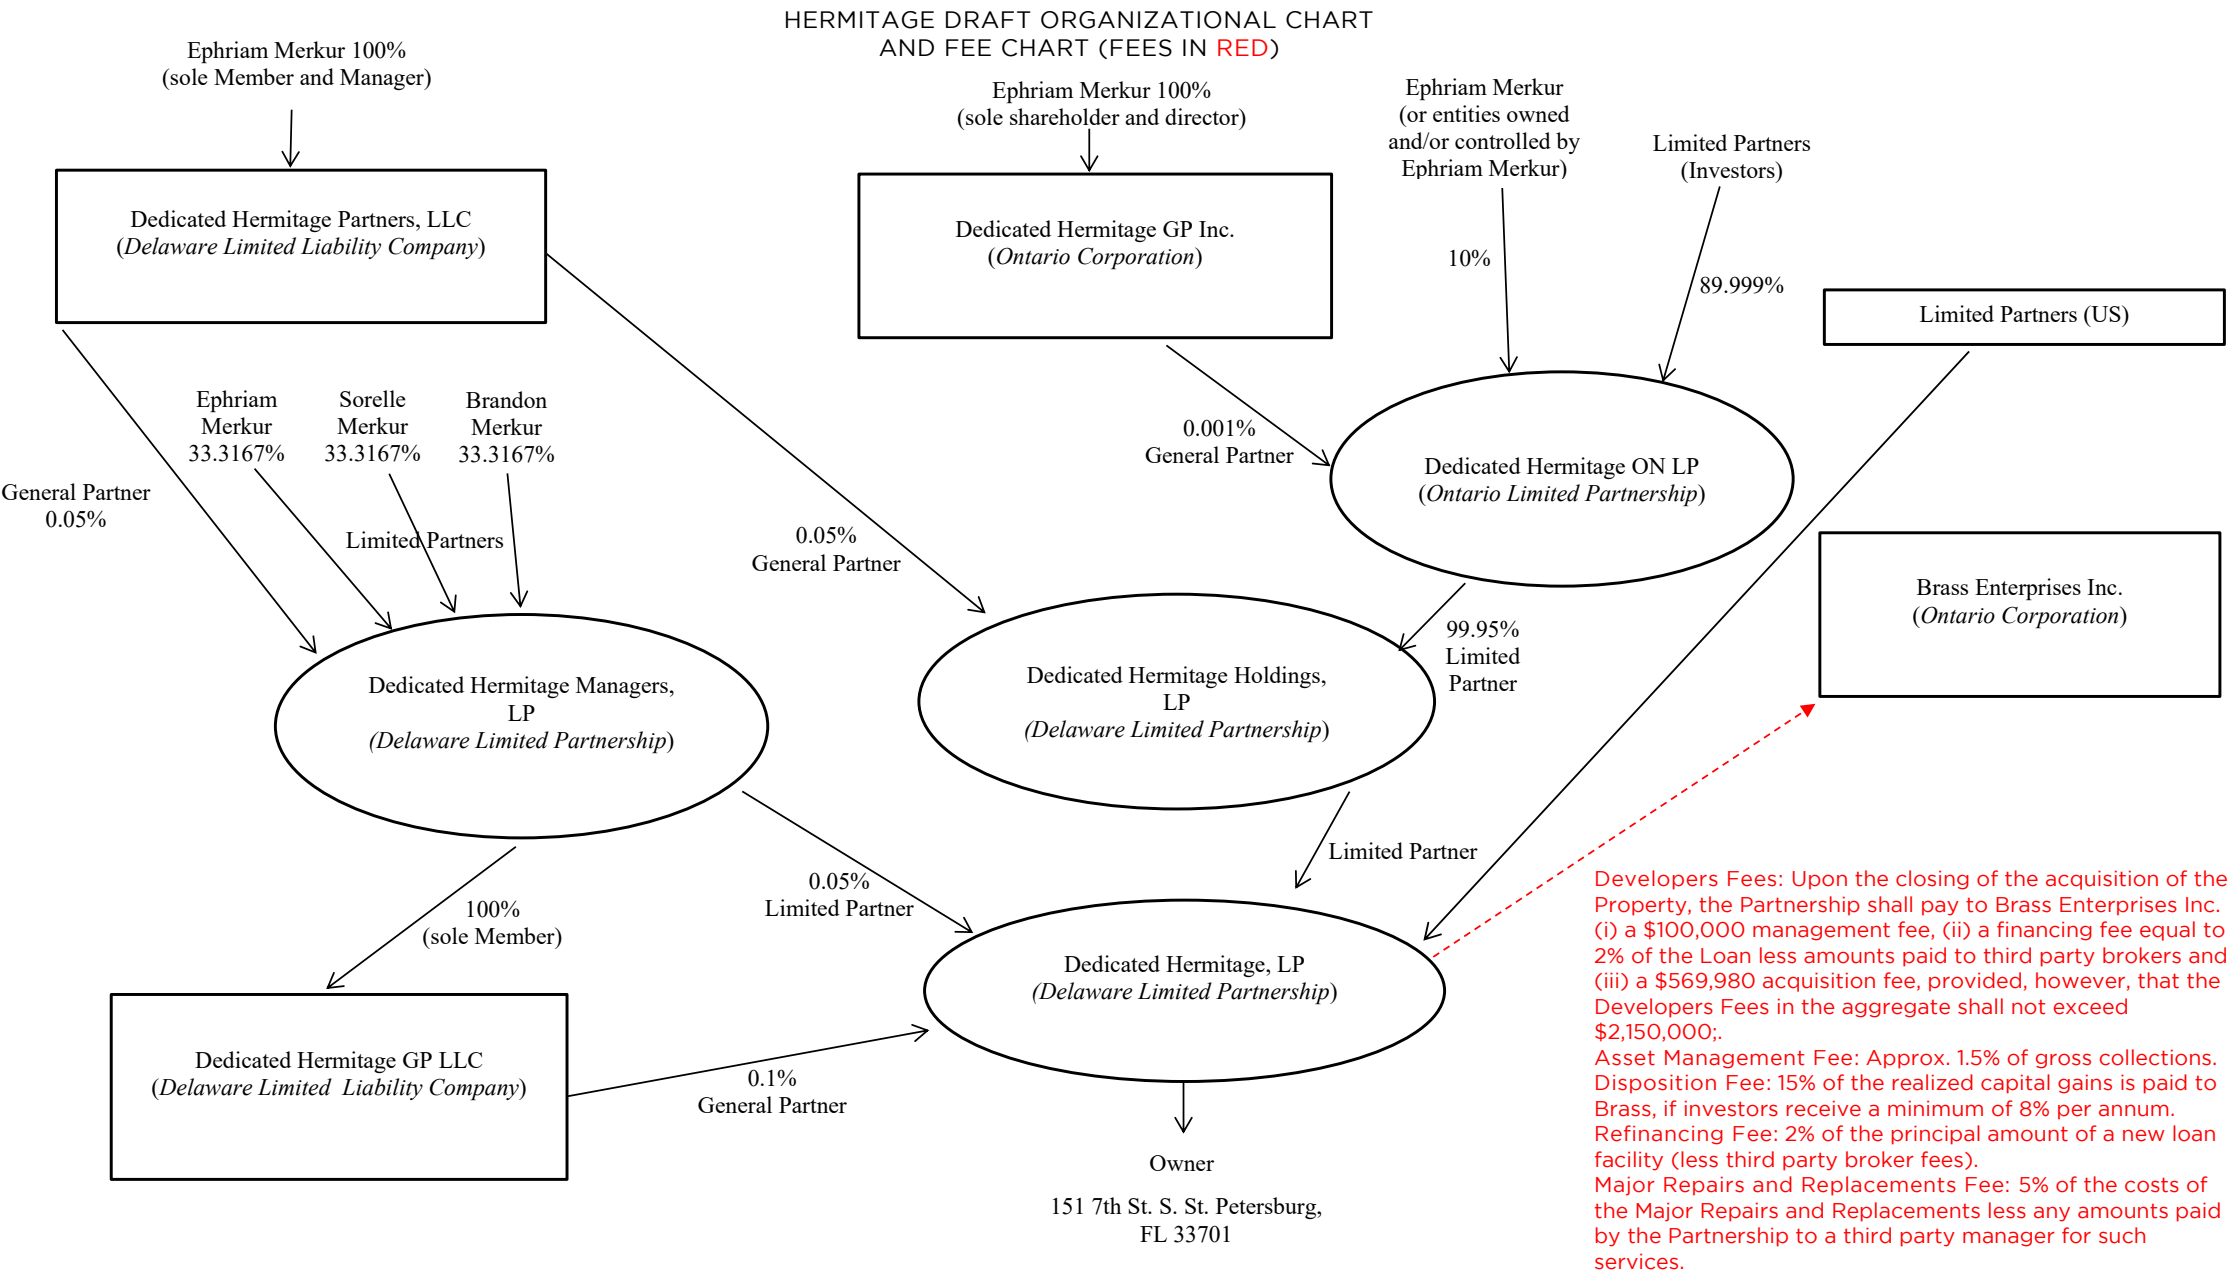 HERMITAGE DRAFT ORGANIZATIONAL CHART
AND FEE CHART (FEES IN RED)
Ephriam Merkur 100%
(sole Member and Manager)
Ephriam Merkur 100%
(sole shareholder and director)
Ephriam Merkur
(or entities owned
and/or controlled by
Ephriam Merkur)
Limited Partners
(Investors)
Dedicated Hermitage Partners, LLC
(Delaware Limited Liability Company)
Dedicated Hermitage GP Inc.
(Ontario Corporation)
10%
89.999%
Limited Partners (US)
Ephriam
Merkur
33.3167%
Sorelle
Merkur
33.3167%
Brandon
Merkur
33.3167%
0.001%
General Partner
Dedicated Hermitage ON LP
(Ontario Limited Partnership)
General Partner
0.05%
Limited Partners
0.05%
General Partner
Brass Enterprises Inc.
(Ontario Corporation)
99.95%
Limited
Partner
Dedicated Hermitage Managers,
LP
(Delaware Limited Partnership)
Dedicated Hermitage Holdings,
LP
(Delaware Limited Partnership)
Limited Partner
0.05%
Limited Partner
100%
(sole Member)
Dedicated Hermitage, LP
(Delaware Limited Partnership)
Dedicated Hermitage GP LLC
(Delaware Limited  Liability Company)
0.1%
General Partner
Owner
151 7th St. S. St. Petersburg,
FL 33701
Developers Fees: Upon the closing of the acquisition of the
Property, the Partnership shall pay to Brass Enterprises Inc.
(i) a $100,000 management fee, (ii) a financing fee equal to
2% of the Loan less amounts paid to third party brokers and
(iii) a $569,980 acquisition fee, provided, however, that the
Developers Fees in the aggregate shall not exceed
$2,150,000;.
Asset Management Fee: Approx. 1.5% of gross collections.
Disposition Fee: 15% of the realized capital gains is paid to
Brass, if investors receive a minimum of 8% per annum.
Refinancing Fee: 2% of the principal amount of a new loan
facility (less third party broker fees).
Major Repairs and Replacements Fee: 5% of the costs of
the Major Repairs and Replacements less any amounts paid
by the Partnership to a third party manager for such
services.